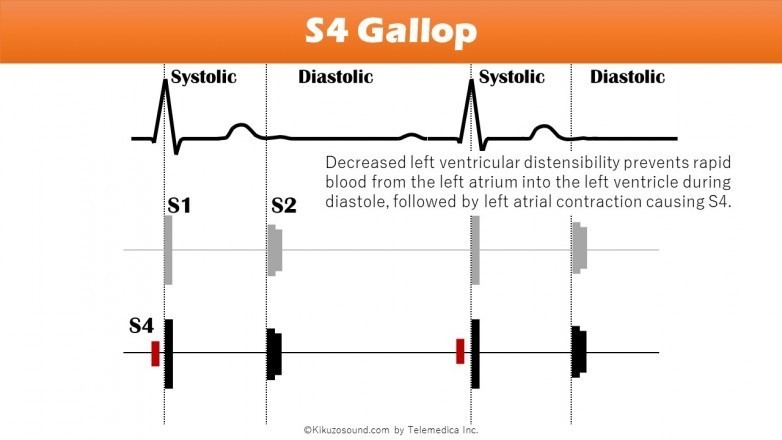 S4 Gallop
Systolic Diastolic Systolic Diastolic
Decreased left ventricular distensibility prevents rapid
blood from the left atrium into the left ventricle during
diastole, followed by left atrial contraction causing S4.
S1 S2
S4
©Kikuzosound.com by Telemedica Inc.